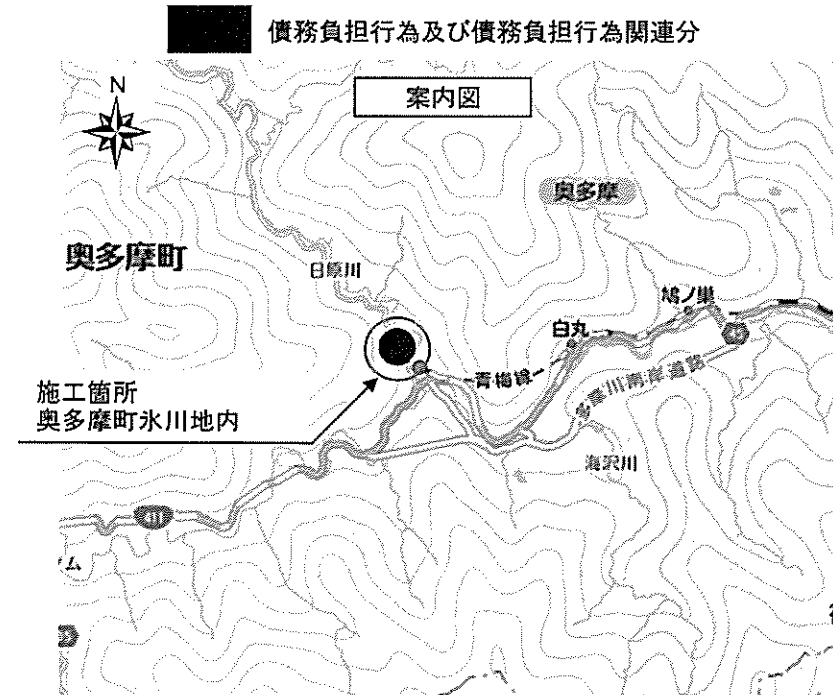 債務負担行為及び債務負担行為関連分
N
案内図
奥多摩
奥多摩町
日原川
鳩ノ巣
白丸
青梅線
多摩川南岸道路
施工箇所
奥多摩町氷川地内
海沢川
411
ム